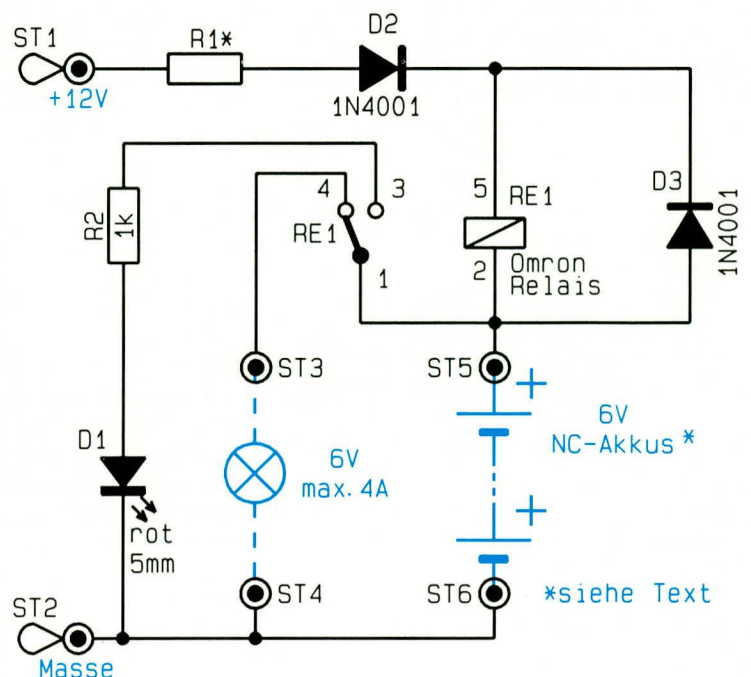 ST1
+12V
R1*
D2
1N4001
R2
1k
4
3
RE1
1
5
RE1
2
Omron
Relais
D3
1N4001
ST3
ST5
+
6V
NC-Akkus*
D1
rot
5mm
6V
max. 4A
+
ST4
ST6
*siehe Text
ST2
Masse